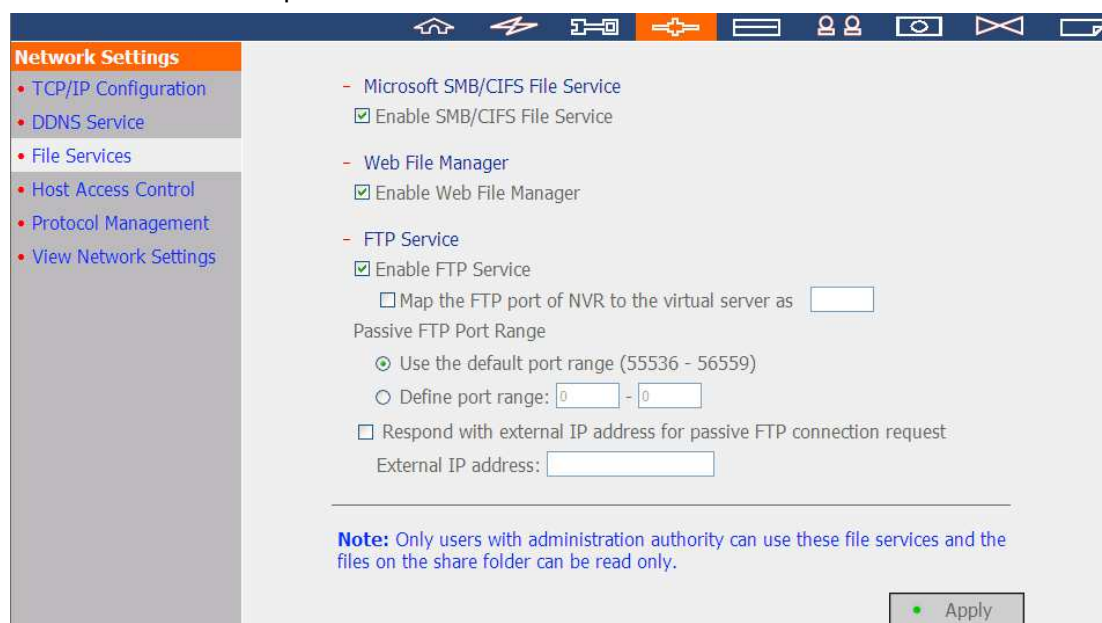 Network Settings
• TCP/IP Configuration
• DDNS Service
• File Services
• Host Access Control
• Protocol Management
• View Network Settings
- Microsoft SMB/CIFS File Service
Enable SMB/CIFS File Service
- Web File Manager
Enable Web File Manager
- FTP Service
Enable FTP Service
Map the FTP port of NVR to the virtual server as
Passive FTP Port Range
Use the default port range (55536 - 56559)
Define port range: 0 - 0
Respond with external IP address for passive FTP connection request
External IP address:
Note: Only users with administration authority can use these file services and the
files on the share folder can be read only.
• Apply